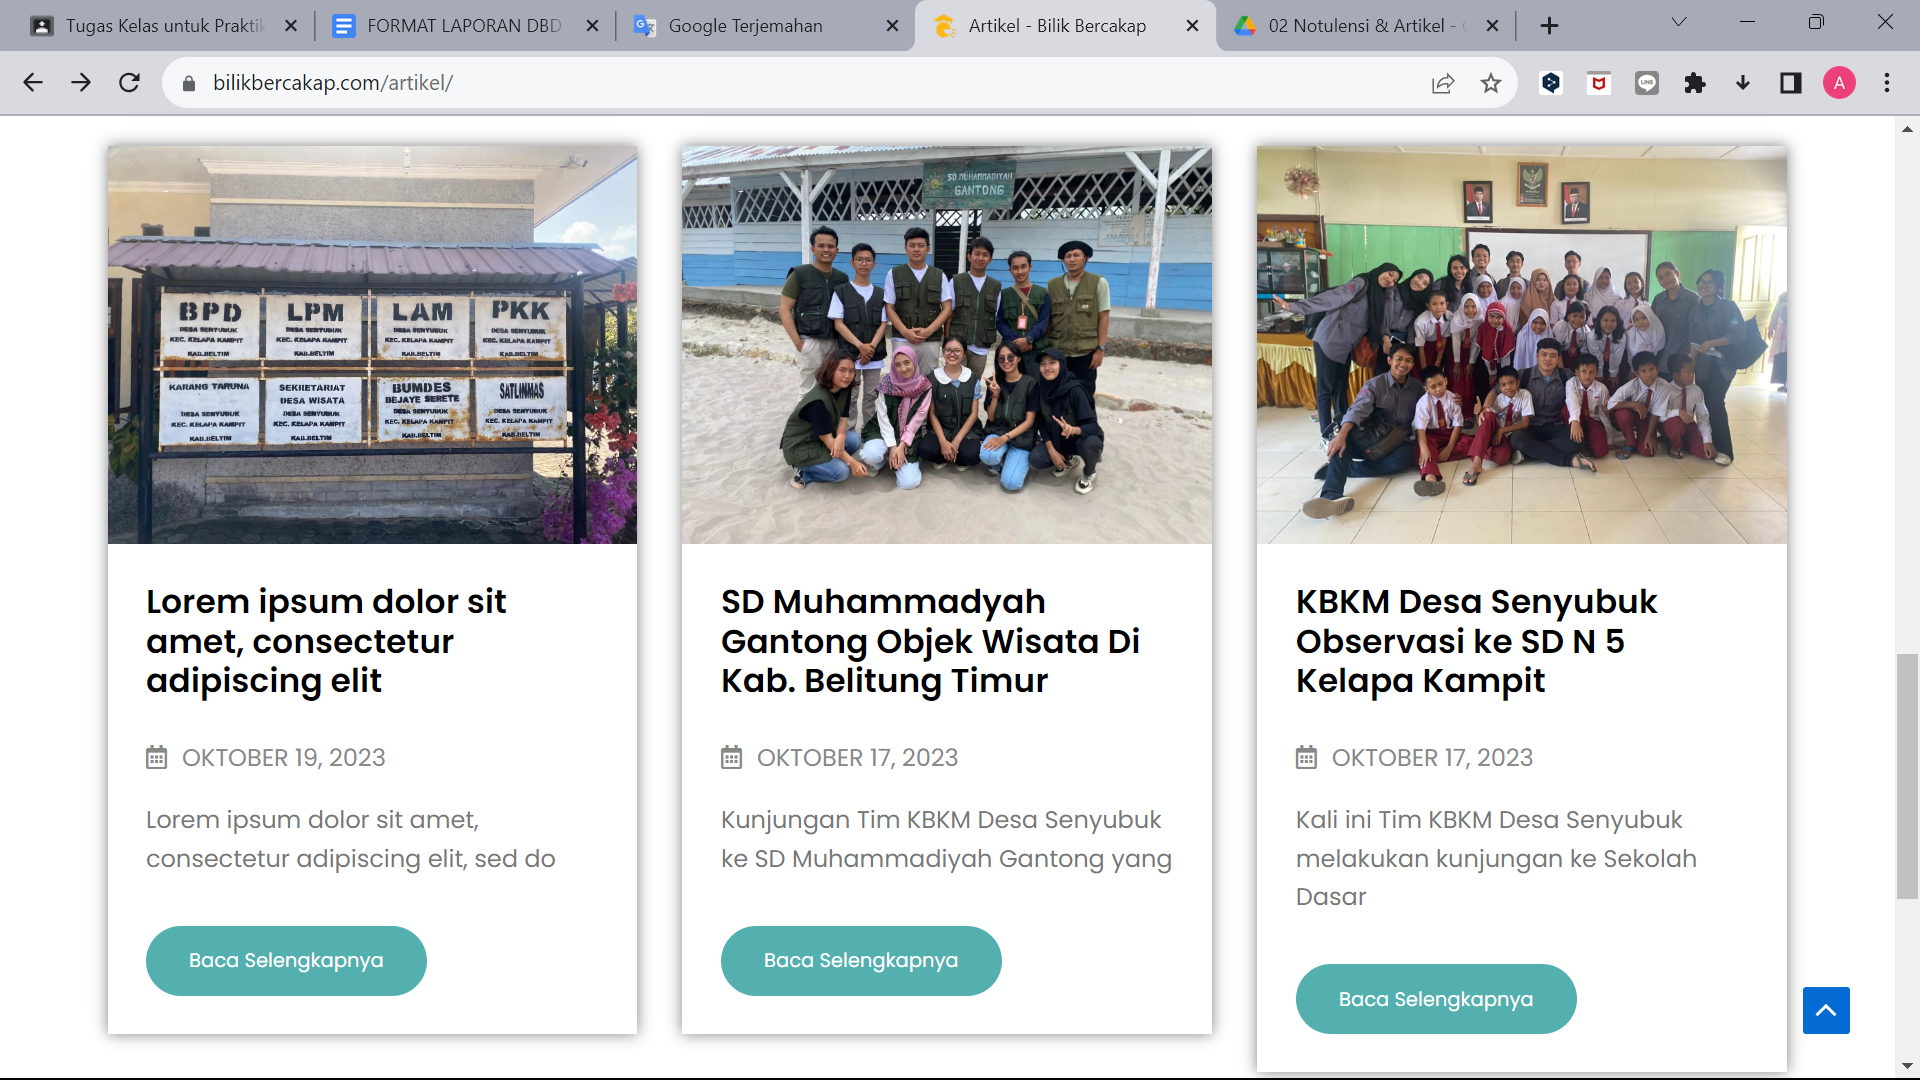 Tugas Kelas untuk Praktik
FORMAT LAPORAN DBD
Google Terjemahan
Artikel - Bilik Bercakap
02 Notulensi & Artikel -
bilikbercakap.com/artikel/
A
BPD
DESA SENYUBUK
KEC. KELAPA KAMPIT
KAB.BELTIM
LPM
DESA SENYUBUK
KEC. KELAPA KAMPIT
KAB.BELTIM
LAM
DESA SENYUBUK
KEC. KELAPA KAMPIT
KAB.BELTIM
PKK
DESA SENYUBUK
KEC. KELAPA KAMPIT
KAB.BELTIM
KARANG TARUNA
DESA SENYUBUK
KEC. KELAPA KAMPIT
KAB.BELTIM
SEKRETARIAT
DESA WISATA
DESA SENYUBUK
KEC. KELAPA KAMPIT
KAB.BELTIM
BUMDES
BEJAYE SERETE
DESA SENYUBUK
KEC. KELAPA KAMPIT
KAB.BELTIM
SATLINMAS
DESA SENYUBUK
KEC. KELAPA KAMPIT
KAB.BELTIM
SD MUHAMMADIYAH
GANTONG
Lorem ipsum dolor sit
amet, consectetur
adipiscing elit
OKTOBER 19, 2023
Lorem ipsum dolor sit amet,
consectetur adipiscing elit, sed do
Baca Selengkapnya
SD Muhammadyah
Gantong Objek Wisata Di
Kab. Belitung Timur
OKTOBER 17, 2023
Kunjungan Tim KBKM Desa Senyubuk
ke SD Muhammadiyah Gantong yang
Baca Selengkapnya
KBKM Desa Senyubuk
Observasi ke SD N 5
Kelapa Kampit
OKTOBER 17, 2023
Kali ini Tim KBKM Desa Senyubuk
melakukan kunjungan ke Sekolah
Dasar
Baca Selengkapnya